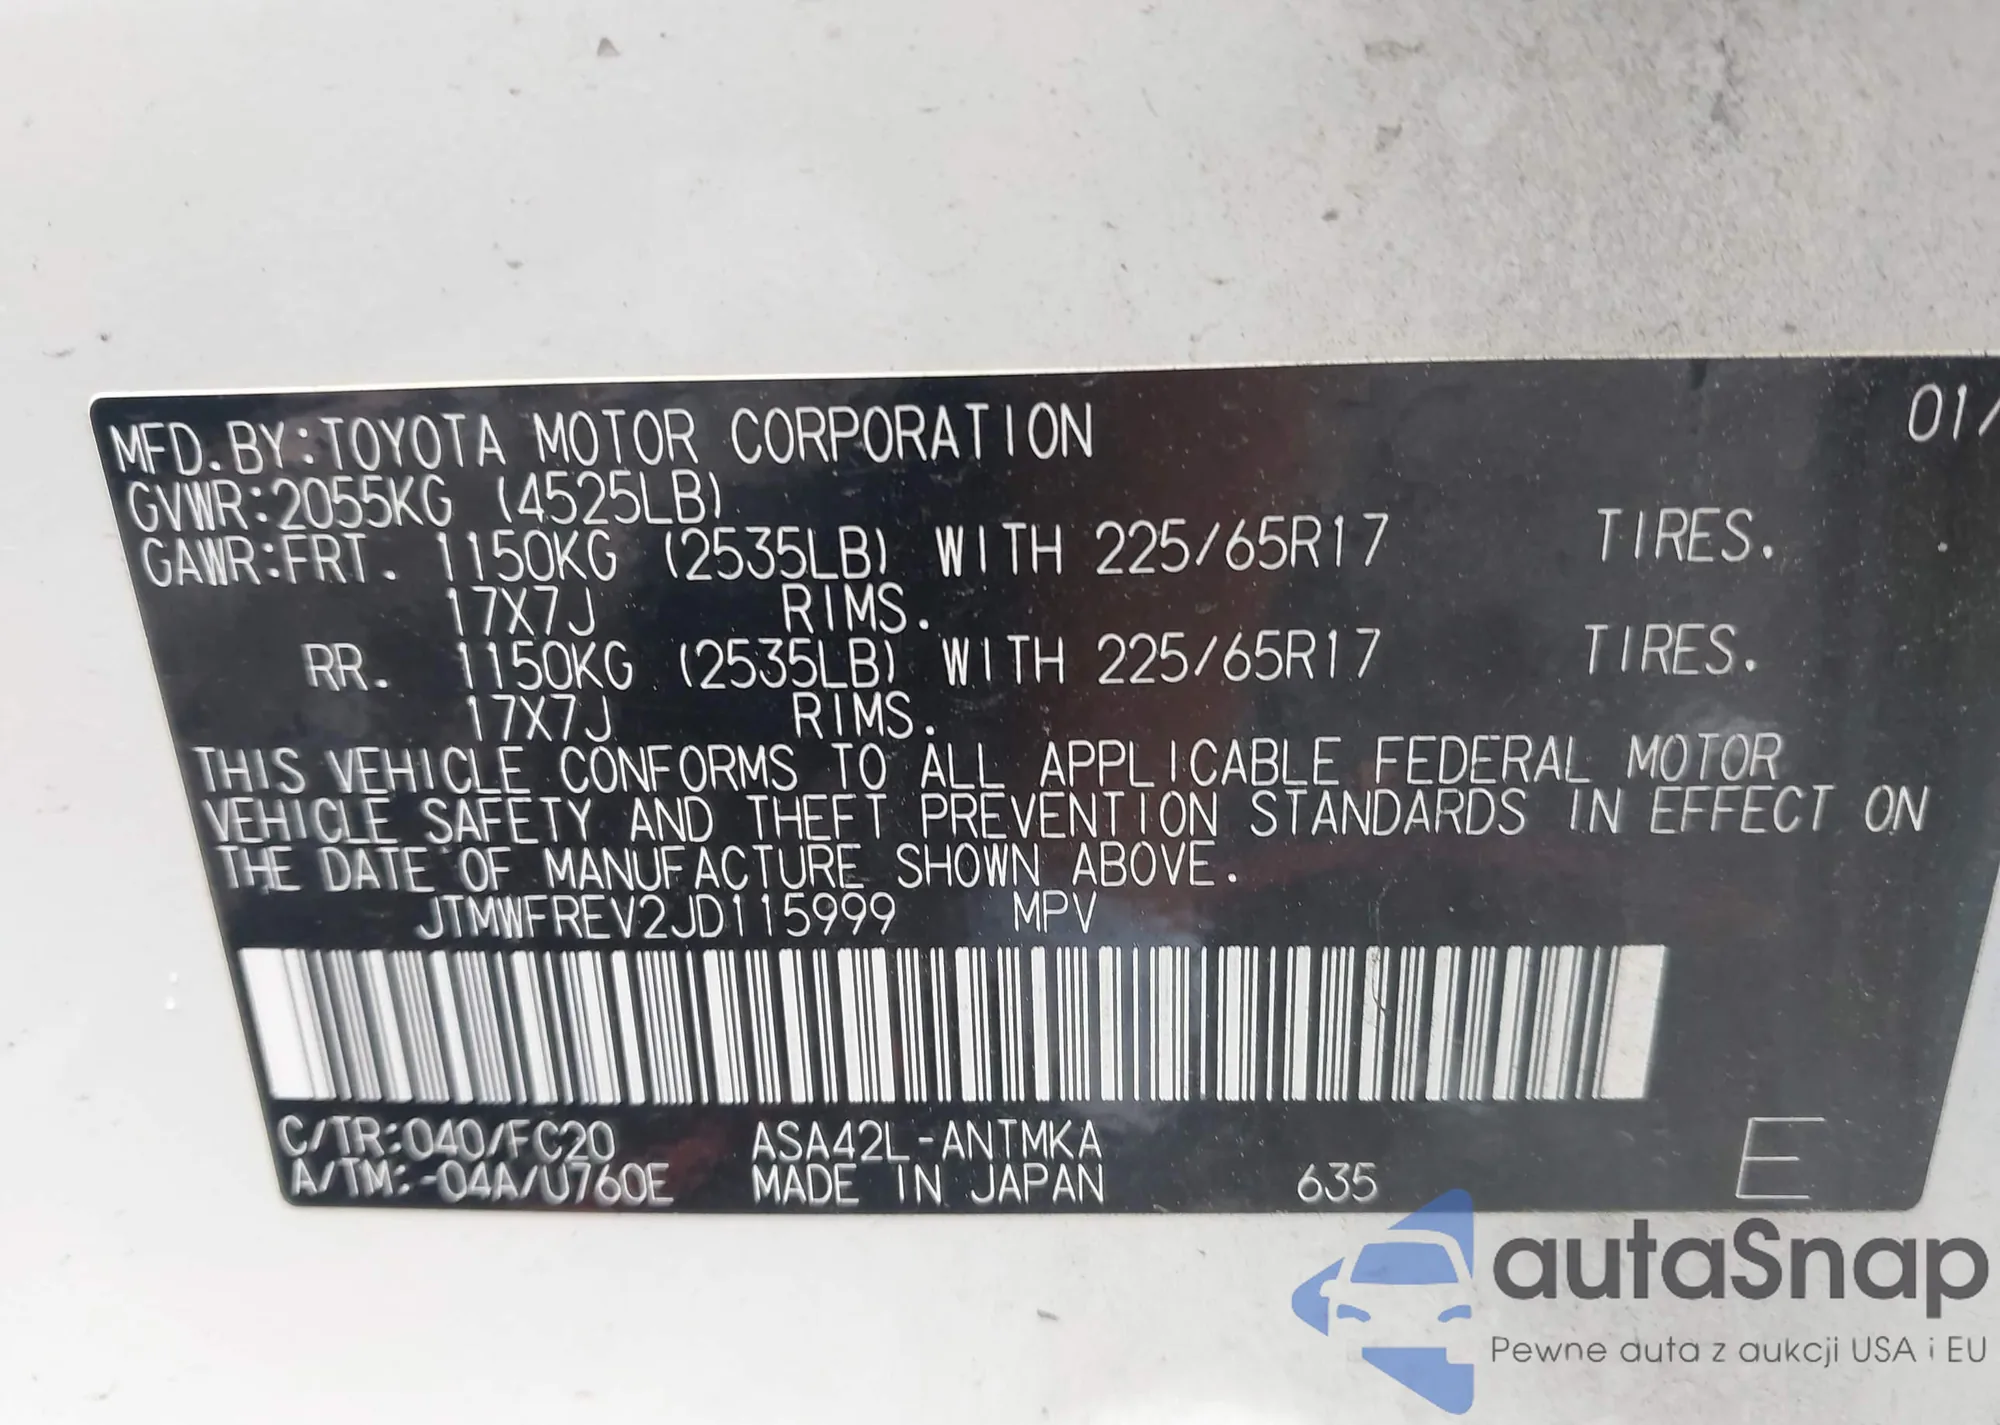 MFD.BY:TOYOTA MOTOR CORPORATION 01/
GVWR:2055KG (4525LB)
GAWR:FRT. 1150KG (2535LB) WITH 225/65R17 TIRES.
17X7J RIMS.
RR. 1150KG (2535LB) WITH 225/65R17 TIRES.
17X7J RIMS.
THIS VEHICLE CONFORMS TO ALL APPLICABLE FEDERAL MOTOR
VEHICLE SAFETY AND THEFT PREVENTION STANDARDS IN EFFECT ON
THE DATE OF MANUFACTURE SHOWN ABOVE.
JTMWFREV2JD115999 MPV
C/TR:040/FC20 ASA42L-ANTMKA
A/TM:-04A/U760E MADE IN JAPAN 635 E
autaSnap
Pewne auta z aukcji USA i EU